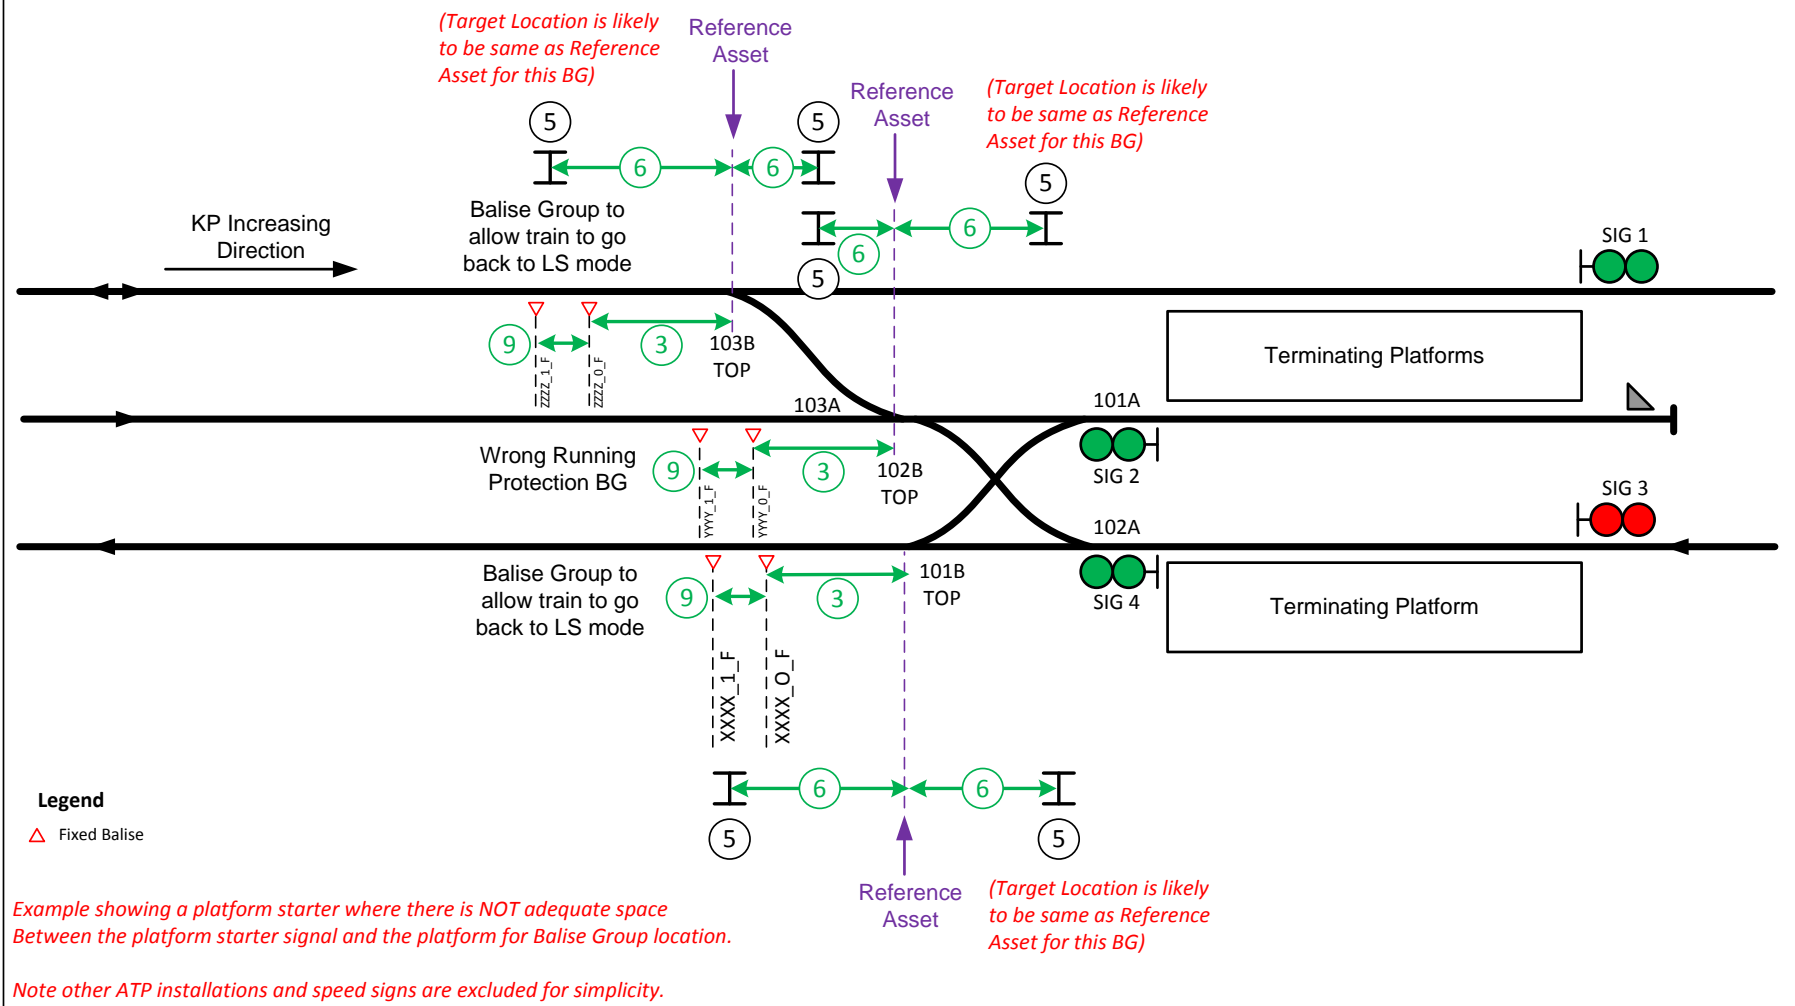 (Target Location is likely
to be same as Reference
Asset for this BG)
Reference
Asset
Reference
Asset
(Target Location is likely
to be same as Reference
Asset for this BG)
5
5
5
6
6
6
6
5
KP Increasing
Direction
Balise Group to
allow train to go
back to LS mode
SIG 1
9
3
103B
TOP
ZZZZ_1_F
ZZZZ_0_F
Terminating Platforms
103A
101A
Wrong Running
Protection BG
9
3
102B
TOP
YYYY_1_F
YYYY_0_F
SIG 2
SIG 3
102A
Balise Group to
allow train to go
back to LS mode
9
3
101B
TOP
SIG 4
Terminating Platform
XXXX_1_F
XXXX_0_F
6
6
5
5
Legend
Fixed Balise
Reference
Asset
(Target Location is likely
to be same as Reference
Asset for this BG)
Example showing a platform starter where there is NOT adequate space
Between the platform starter signal and the platform for Balise Group location.
Note other ATP installations and speed signs are excluded for simplicity.